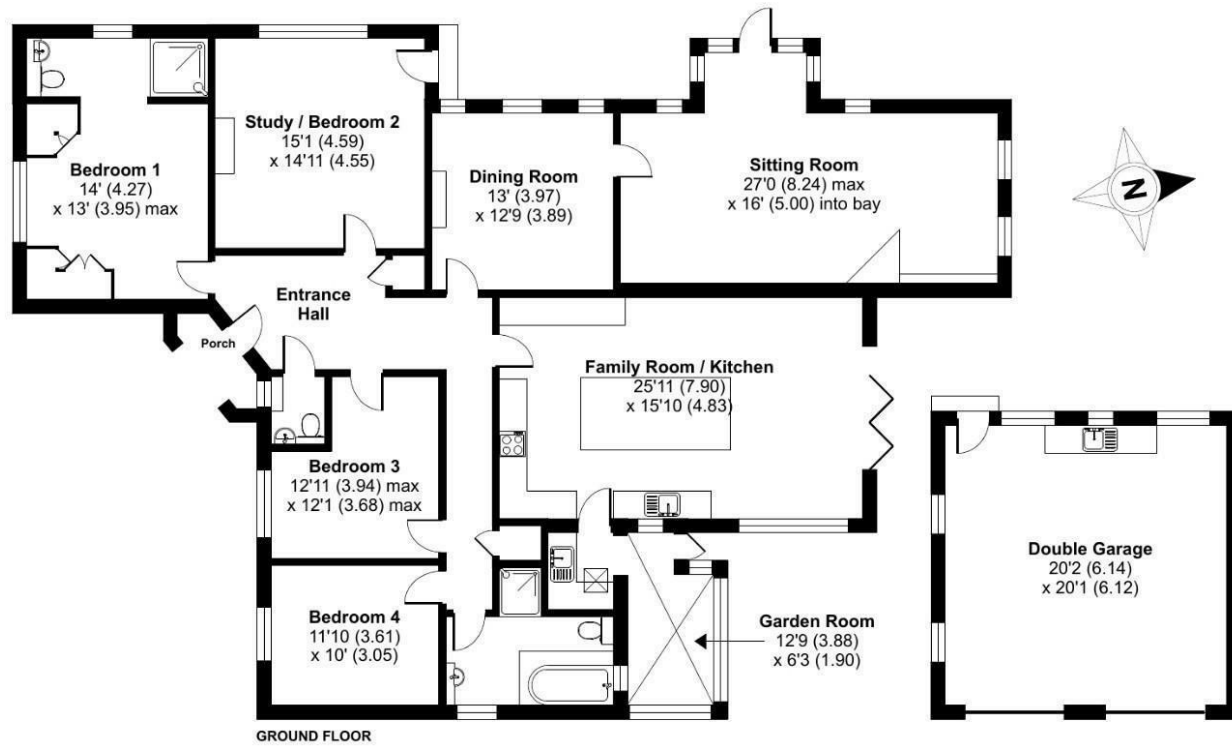 Study / Bedroom 2
15'1 (4.59)
x 14'11 (4.55)
Bedroom 1
14' (4.27)
x 13' (3.95) max
Dining Room
13' (3.97)
x 12'9 (3.89)
Sitting Room
27'0 (8.24) max
x 16' (5.00) into bay
N
Entrance
Hall
Porch
Family Room / Kitchen
25'11 (7.90)
x 15'10 (4.83)
Bedroom 3
12'11 (3.94) max
x 12'1 (3.68) max
Double Garage
20'2 (6.14)
x 20'1 (6.12)
Bedroom 4
11'10 (3.61)
x 10' (3.05)
Garden Room
12'9 (3.88)
x 6'3 (1.90)
GROUND FLOOR